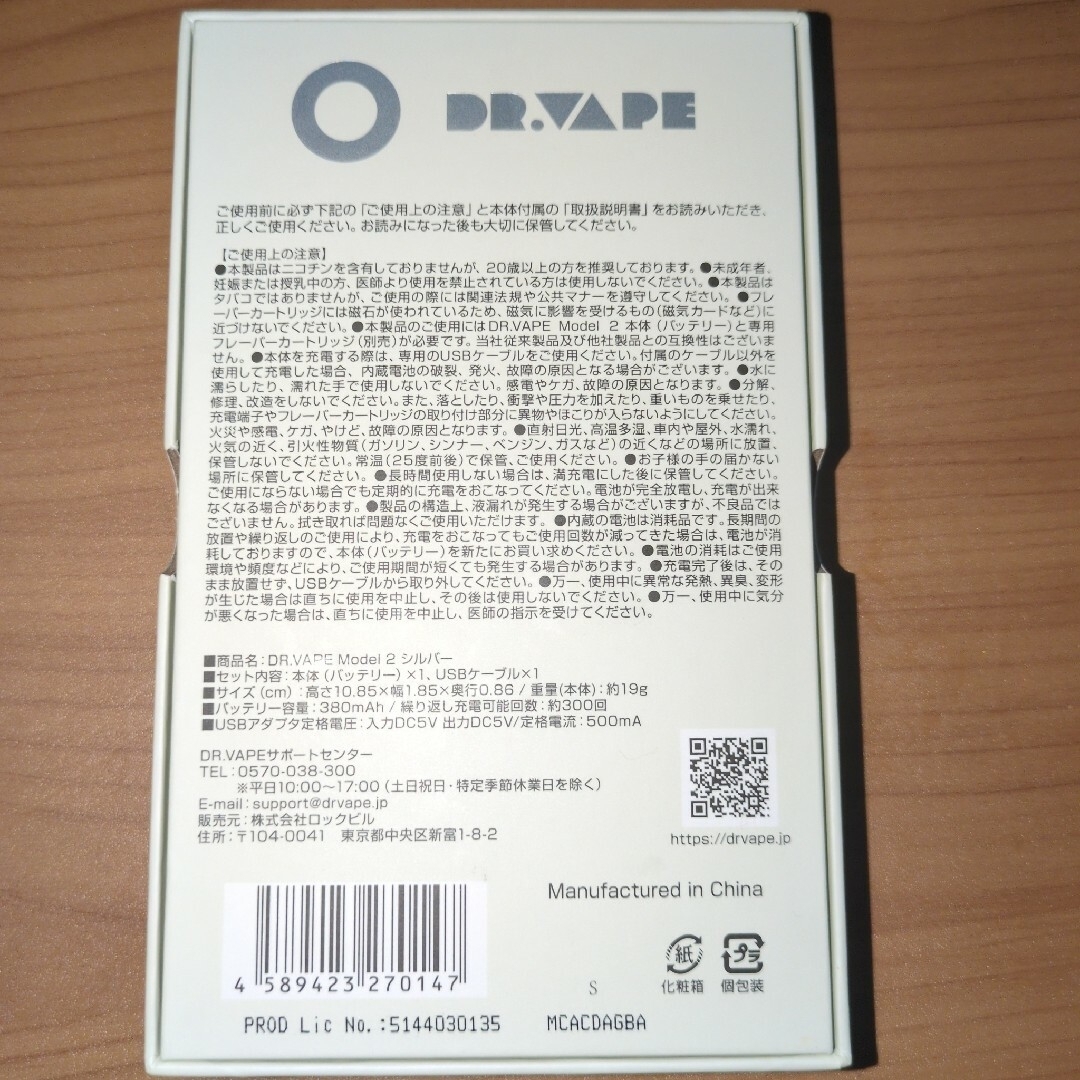 DR.VAPE
ご使用前に必ず下記の「ご使用上の注意」と本体付属の「取扱説明書」をお読みいただき、
正しくご使用ください。お読みになった後も大切に保管してください。
【ご使用上の注意】
●本製品はニコチンを含有しておりませんが、20歳以上の方を推奨しております。●未成年者、
妊娠または授乳中の方、医師より使用を禁止されている方は使用しないでください。●本製品は
タバコではありませんが、ご使用の際には関連法規や公共マナーを遵守してください。●フレ
ーバーカートリッジには磁石が使われているため、磁気に影響を受けるもの(磁気カードなど)に
近づけないでください。●本製品のご使用にはDR.VAPE Model 2 本体(バッテリー)と専用
フレーバーカートリッジ(別売)が必要です。当社従来製品及び他社製品との互換性はございま
せん。●本体を充電する際は、専用のUSBケーブルをご使用ください。付属のケーブル以外を
使用して充電した場合、内蔵電池の破裂、発火、故障の原因となる場合がございます。●水に
濡らしたり、濡れた手で使用しないでください。感電やケガ、故障の原因となります。●分解、
修理、改造をしないでください。また、落としたり、衝撃や圧力を加えたり、重いものを乗せたり、
充電端子やフレーバーカートリッジの取り付け部分に異物やほこりが入らないようにしてください。
火災や感電、ケガ、やけど、故障の原因となります。●直射日光、高温多湿、車内や屋外、水濡れ、
火気の近く、引火性物質(ガソリン、シンナー、ベンジン、ガスなど)の近くなどの場所に放置、
保管しないでください。常温(25度前後)で保管、ご使用ください。●お子様の手の届かない
場所に保管してください。●長時間使用しない場合は、満充電にした後に保管してください。
ご使用にならない場合でも定期的に充電をおこなってください。電池が完全放電し、充電が出来
なくなる場合があります。●製品の構造上、液漏れが発生する場合がございますが、不良品では
ございません。拭き取れば問題なくご使用いただけます。●内蔵の電池は消耗品です。長期間の
放置や繰り返しのご使用により、充電をおこなってもご使用回数が減ってきた場合は、電池が消
耗しておりますので、本体(バッテリー)を新たにお買い求めください。●電池の消耗はご使用
環境や頻度などにより、ご使用期間が短くても発生する場合があります。●充電完了後は、その
まま放置せず、USBケーブルから取り外してください。●万一、使用中に異常な発熱、異臭、変形
が生じた場合は直ちに使用を中止し、その後は使用しないでください。●万一、使用中に気分
が悪くなった場合は、直ちに使用を中止し、医師の指示を受けてください。
■商品名：DR.VAPE Model 2 シルバー
■セット内容：本体(バッテリー)×1、USBケーブル×1
■サイズ(cm)：高さ10.85×幅1.85×奥行0.86 / 重量(本体)：約19g
■バッテリー容量：380mAh / 繰り返し充電可能回数：約300回
■USBアダプタ定格電圧：入力DC5V 出力DC5V/定格電流：500mA
DR.VAPEサポートセンター
TEL：0570-038-300
※平日10:00〜17:00(土日祝日・特定季節休業日を除く)
E-mail：support@drvape.jp
販売元：株式会社ロックビル
住所：〒104-0041 東京都中央区新富1-8-2
https://drvape.jp
Manufactured in China
紙 プラ
化粧箱 個包装
4 589423 270147
S
PROD Lic No.:5144030135 MCACDAGBA